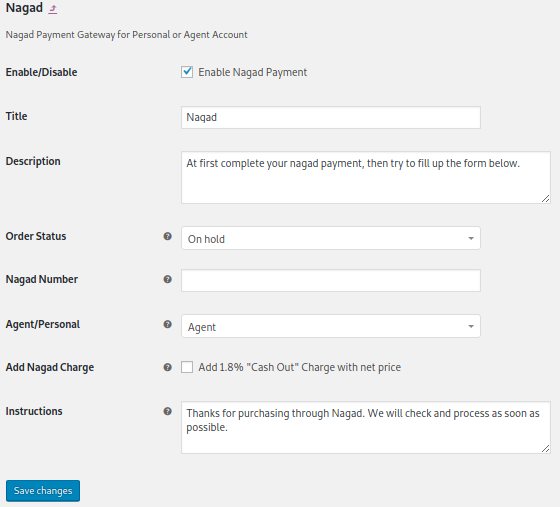 Nagad
Nagad Payment Gateway for Personal or Agent Account
Enable/Disable
Enable Nagad Payment
Title
Nagad
Description
At first complete your nagad payment, then try to fill up the form below.
Order Status
On hold
Nagad Number
Agent/Personal
Agent
Add Nagad Charge
Add 1.8% "Cash Out" Charge with net price
Instructions
Thanks for purchasing through Nagad. We will check and process as soon as
possible.
Save changes